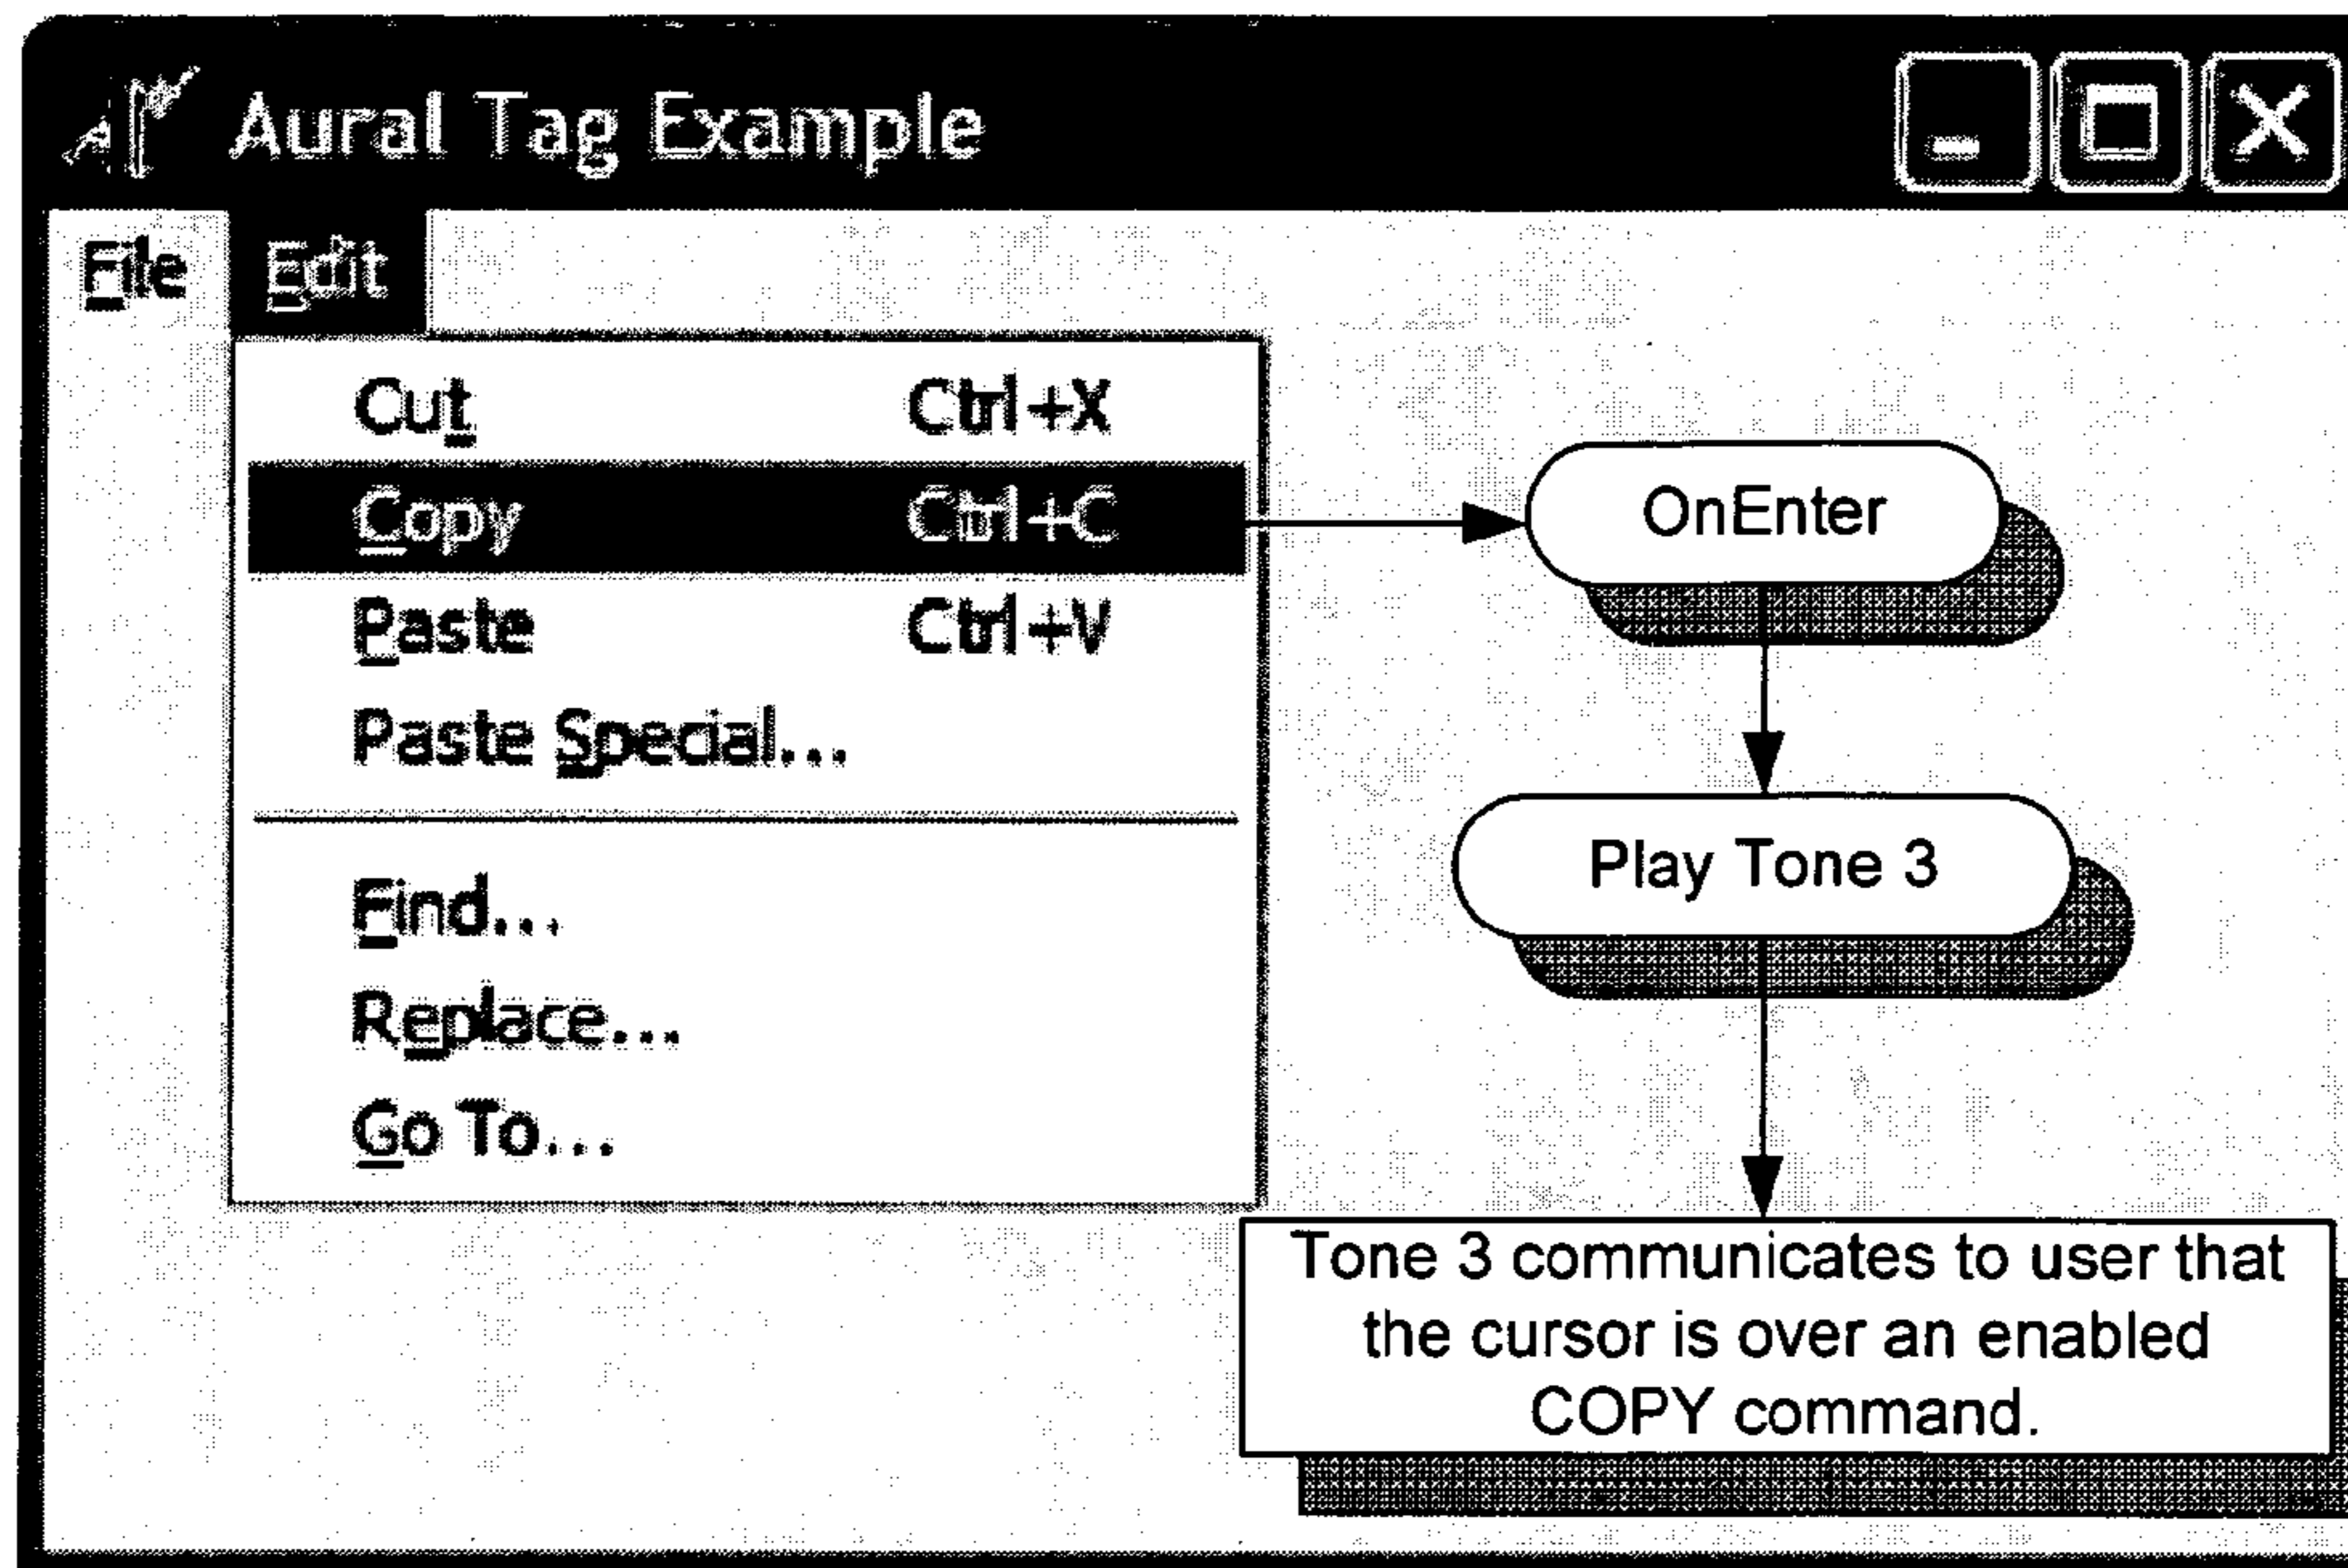 Aural Tag Example
File Edit
Cut Ctrl+X
Copy Ctrl+C
Paste Ctrl+V
Paste Special...
Find...
Replace...
Go To...
OnEnter
Play Tone 3
Tone 3 communicates to user that
the cursor is over an enabled
COPY command.